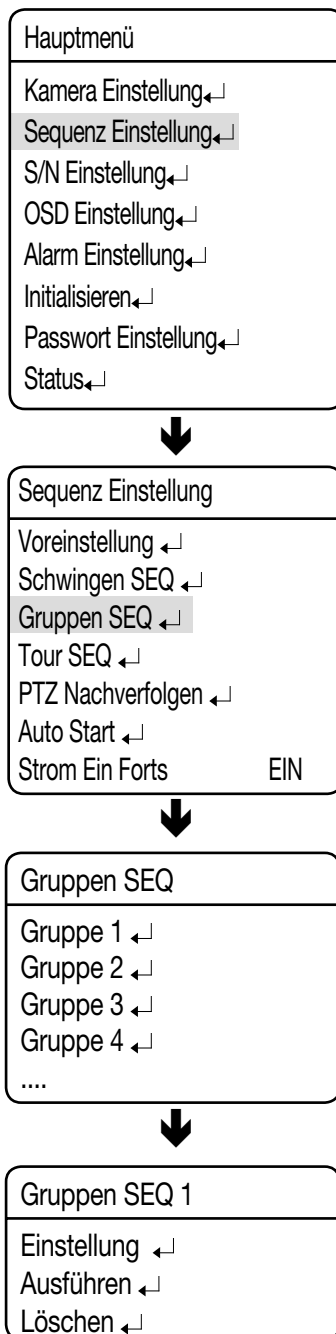 Hauptmenü
Kamera Einstellung↵
Sequenz Einstellung↵
S/N Einstellung↵
OSD Einstellung↵
Alarm Einstellung↵
Initialisieren↵
Passwort Einstellung↵
Status↵
Sequenz Einstellung
Voreinstellung ↵
Schwingen SEQ ↵
Gruppen SEQ ↵
Tour SEQ ↵
PTZ Nachverfolgen ↵
Auto Start ↵
Strom Ein Forts EIN
Gruppen SEQ
Gruppe 1 ↵
Gruppe 2 ↵
Gruppe 3 ↵
Gruppe 4 ↵
....
Gruppen SEQ 1
Einstellung ↵
Ausführen ↵
Löschen ↵